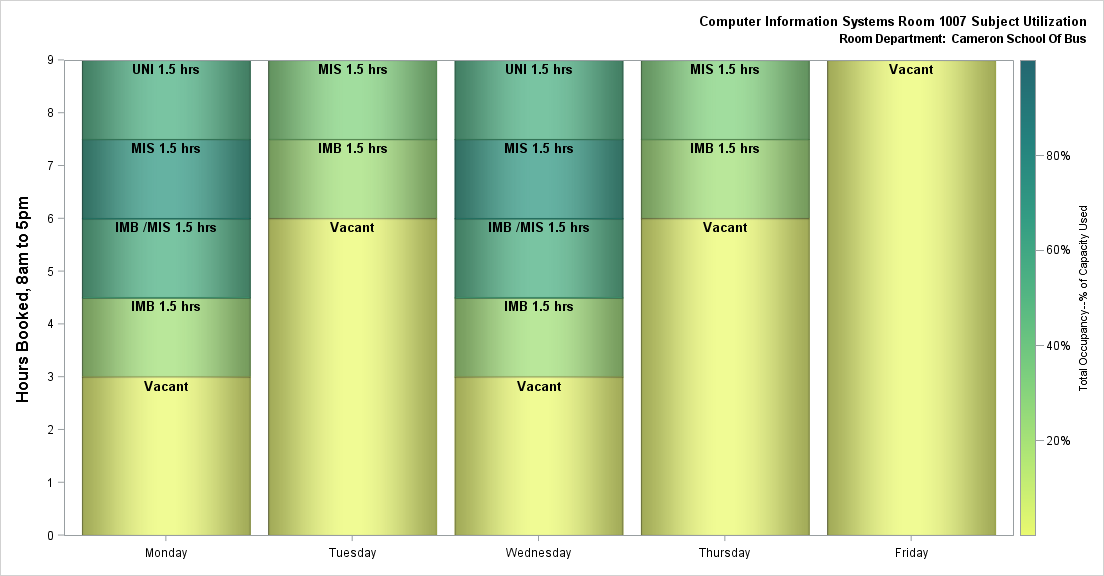 Computer Information Systems Room 1007 Subject Utilization
Room Department: Cameron School Of Bus
Hours Booked, 8am to 5pm
9
8
7
6
5
4
3
2
1
0
UNI 1.5 hrs
MIS 1.5 hrs
IMB /MIS 1.5 hrs
IMB 1.5 hrs
Vacant
Monday
MIS 1.5 hrs
IMB 1.5 hrs
Vacant
Tuesday
UNI 1.5 hrs
MIS 1.5 hrs
IMB /MIS 1.5 hrs
IMB 1.5 hrs
Vacant
Wednesday
MIS 1.5 hrs
IMB 1.5 hrs
Vacant
Thursday
Vacant
Friday
80%
60%
40%
20%
Total Occupancy--% of Capacity Used